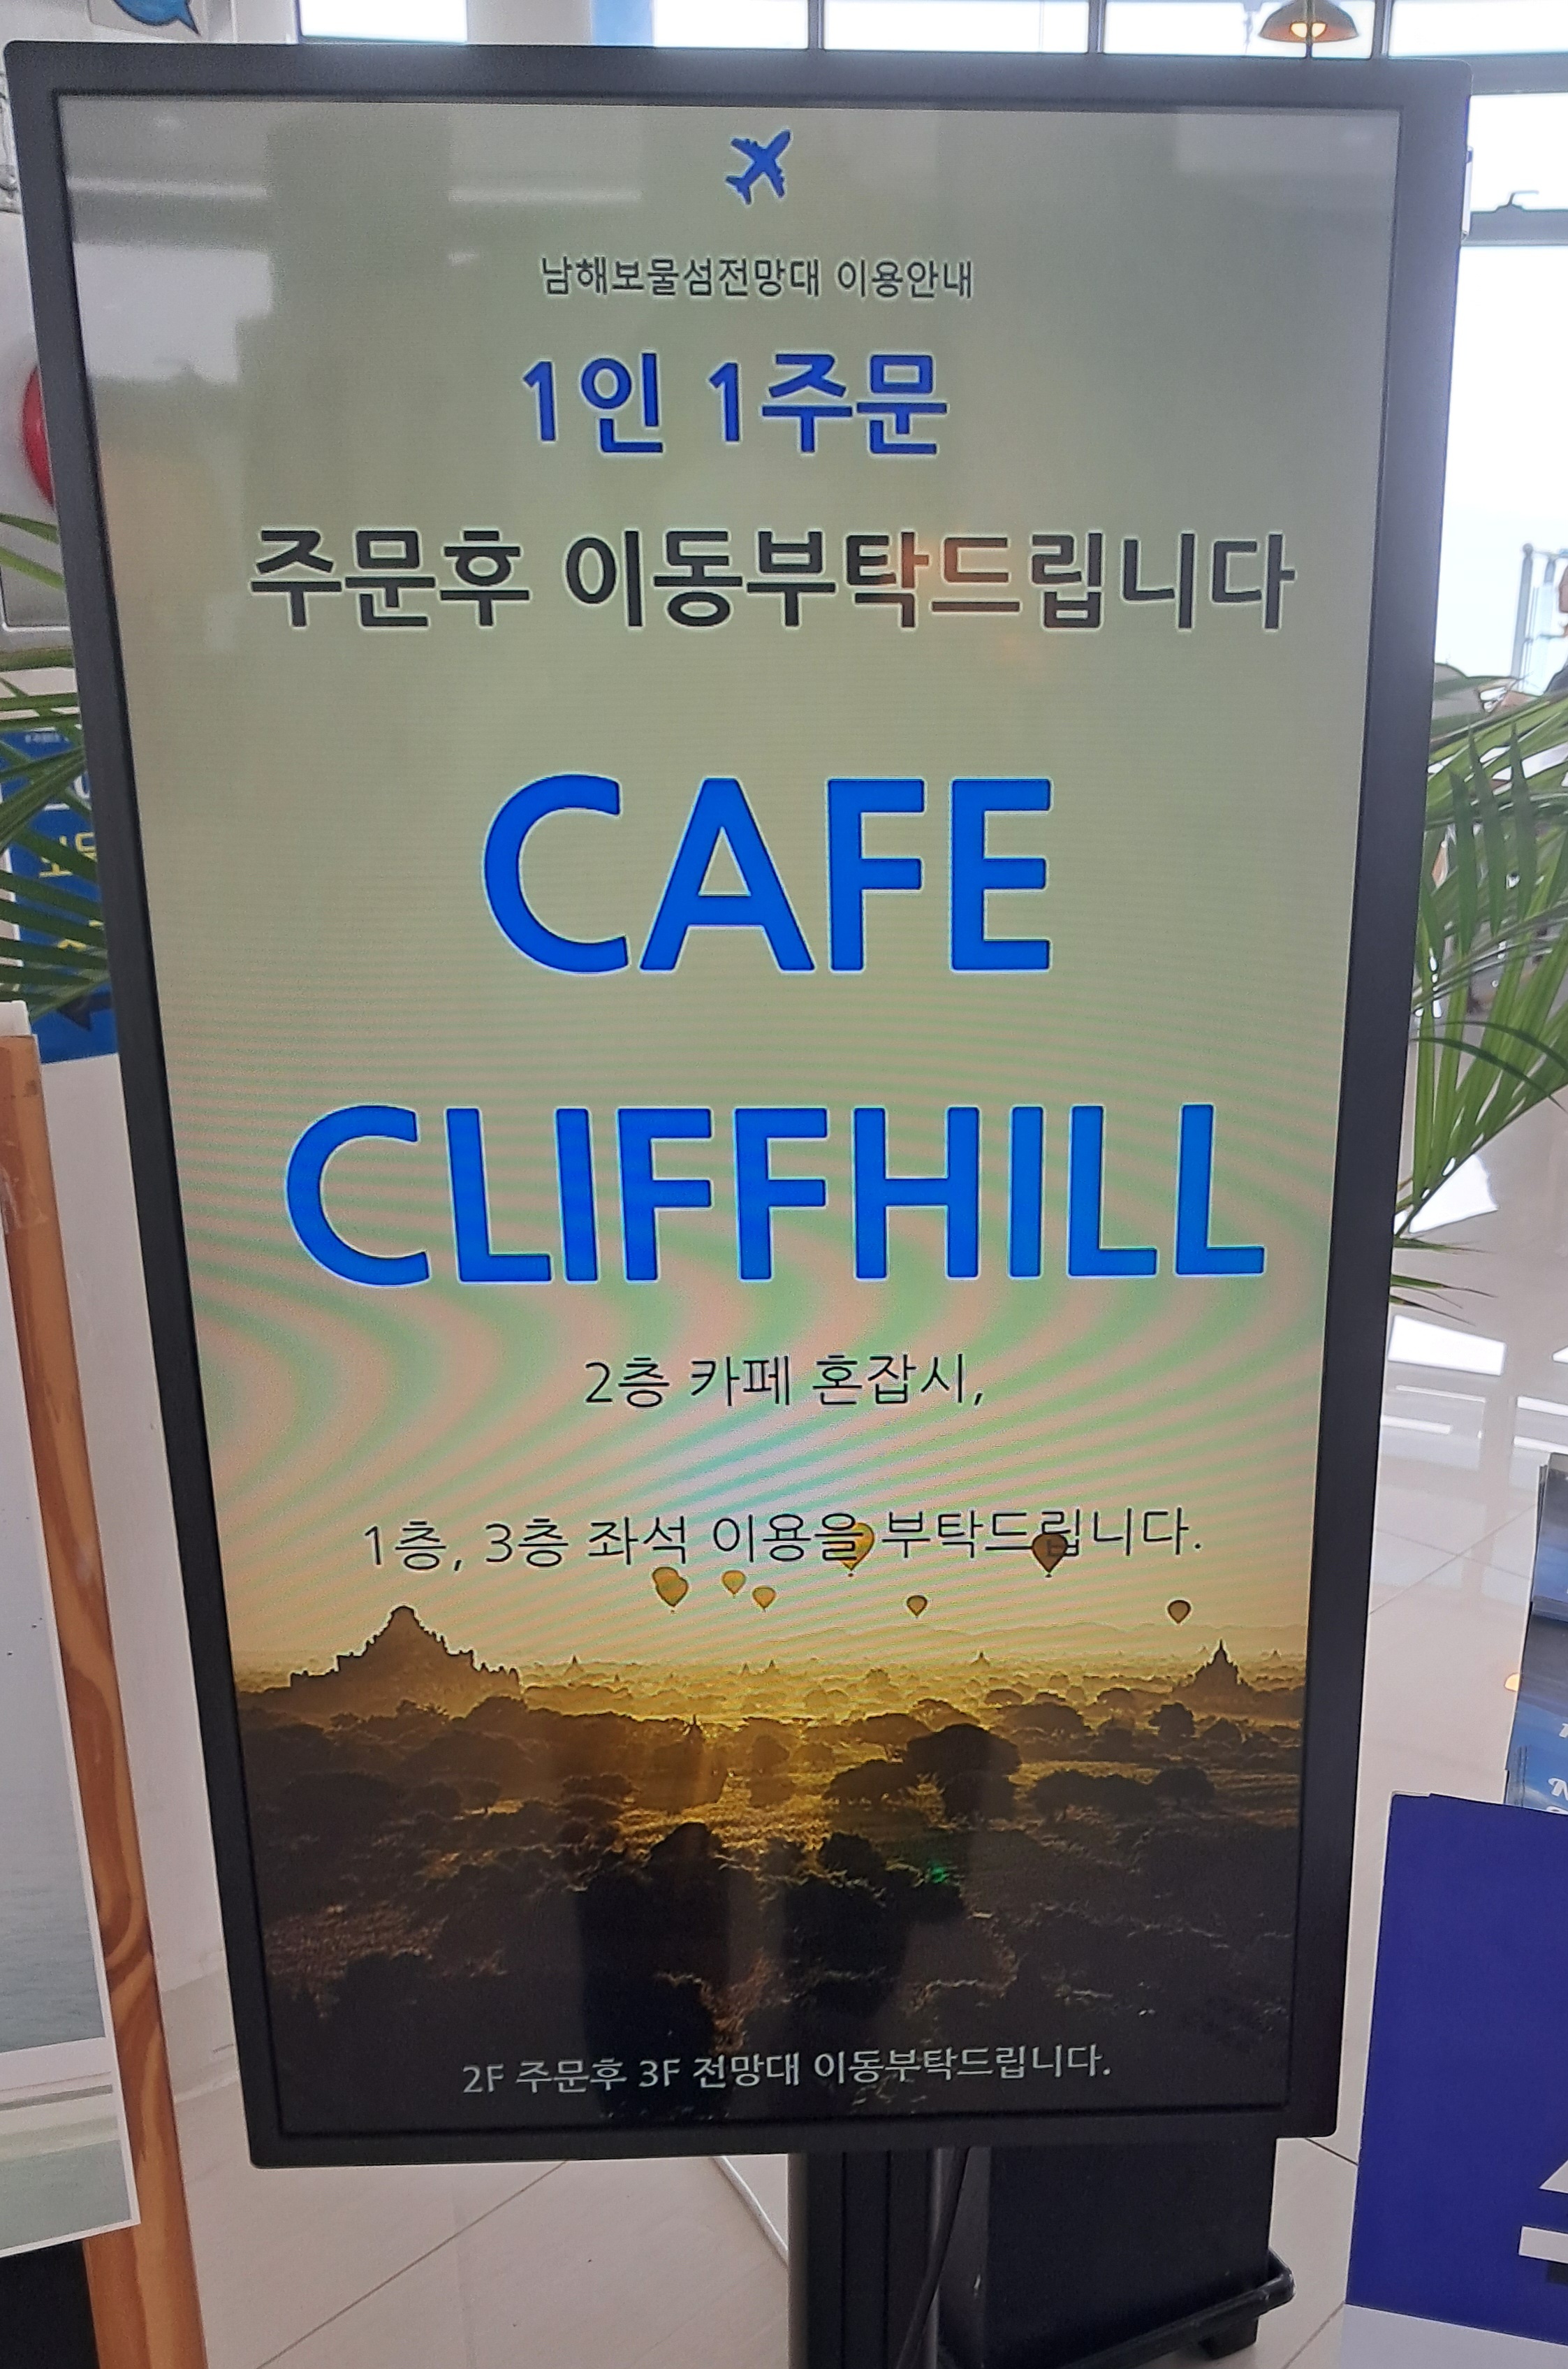 남해보물섬전망대 이용안내
1인 1주문
주문후 이동부탁드립니다
CAFE
CLIFFHILL
2층 카페 혼잡시,
1층, 3층 좌석 이용을 부탁드립니다.
2F 주문후 3F 전망대 이동부탁드립니다.